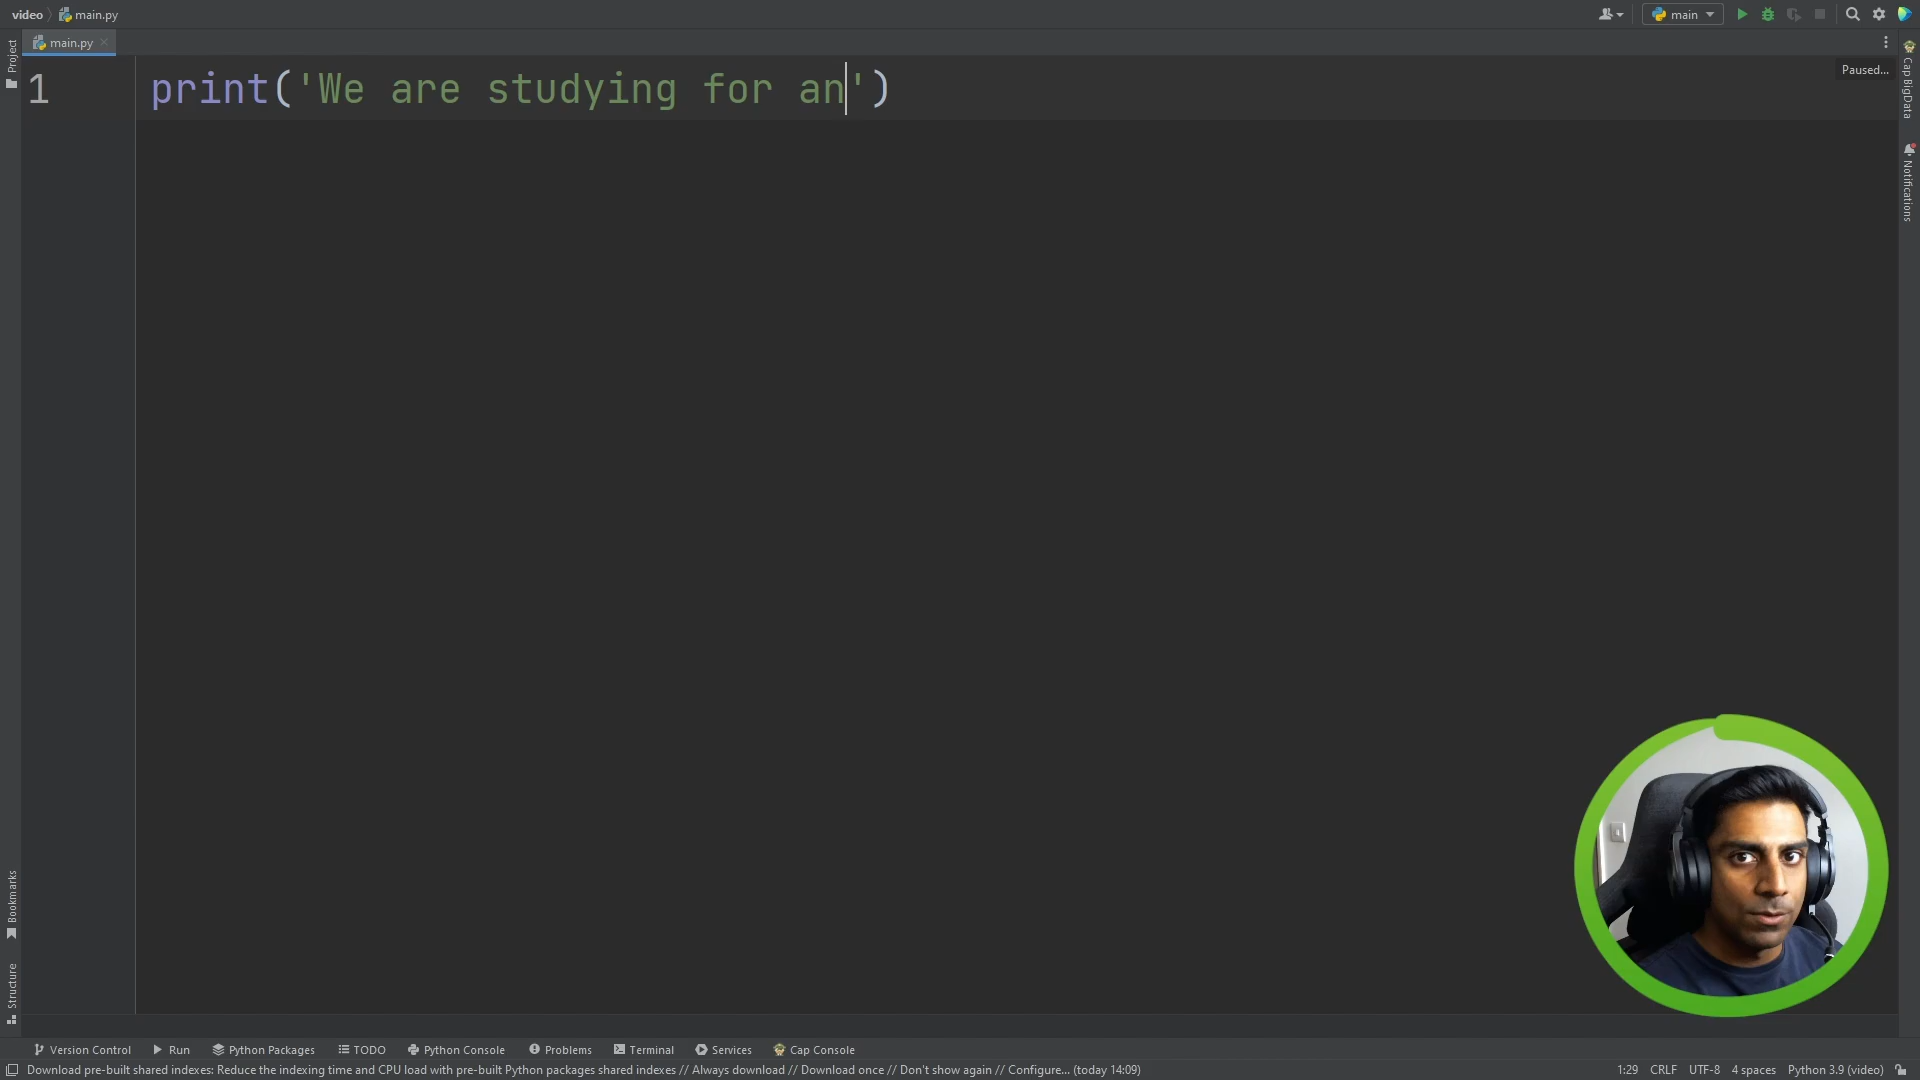 video main.py
main
main.py
Project
Paused...
1 print('We are studying for an')
Cap BigData
Notifications
Bookmarks
Structure
Version Control Run Python Packages TODO Python Console Problems Terminal Services Cap Console
Download pre-built shared indexes: Reduce the indexing time and CPU load with pre-built Python packages shared indexes // Always download // Download once // Don't show again // Configure... (today 14:09) 1:29 CRLF UTF-8 4 spaces Python 3.9 (video)